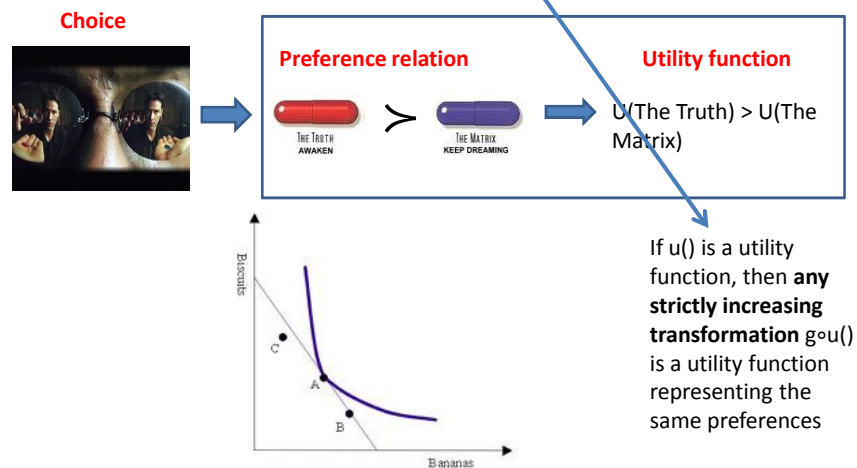 Choice
Preference relation
Utility function
THE TRUTH
AWAKEN
≻
THE MATRIX
KEEP DREAMING
U(The Truth) > U(The
Matrix)
Biscuits
C
A
B
Bananas
If u() is a utility
function, then any
strictly increasing
transformation g∘u()
is a utility function
representing the
same preferences